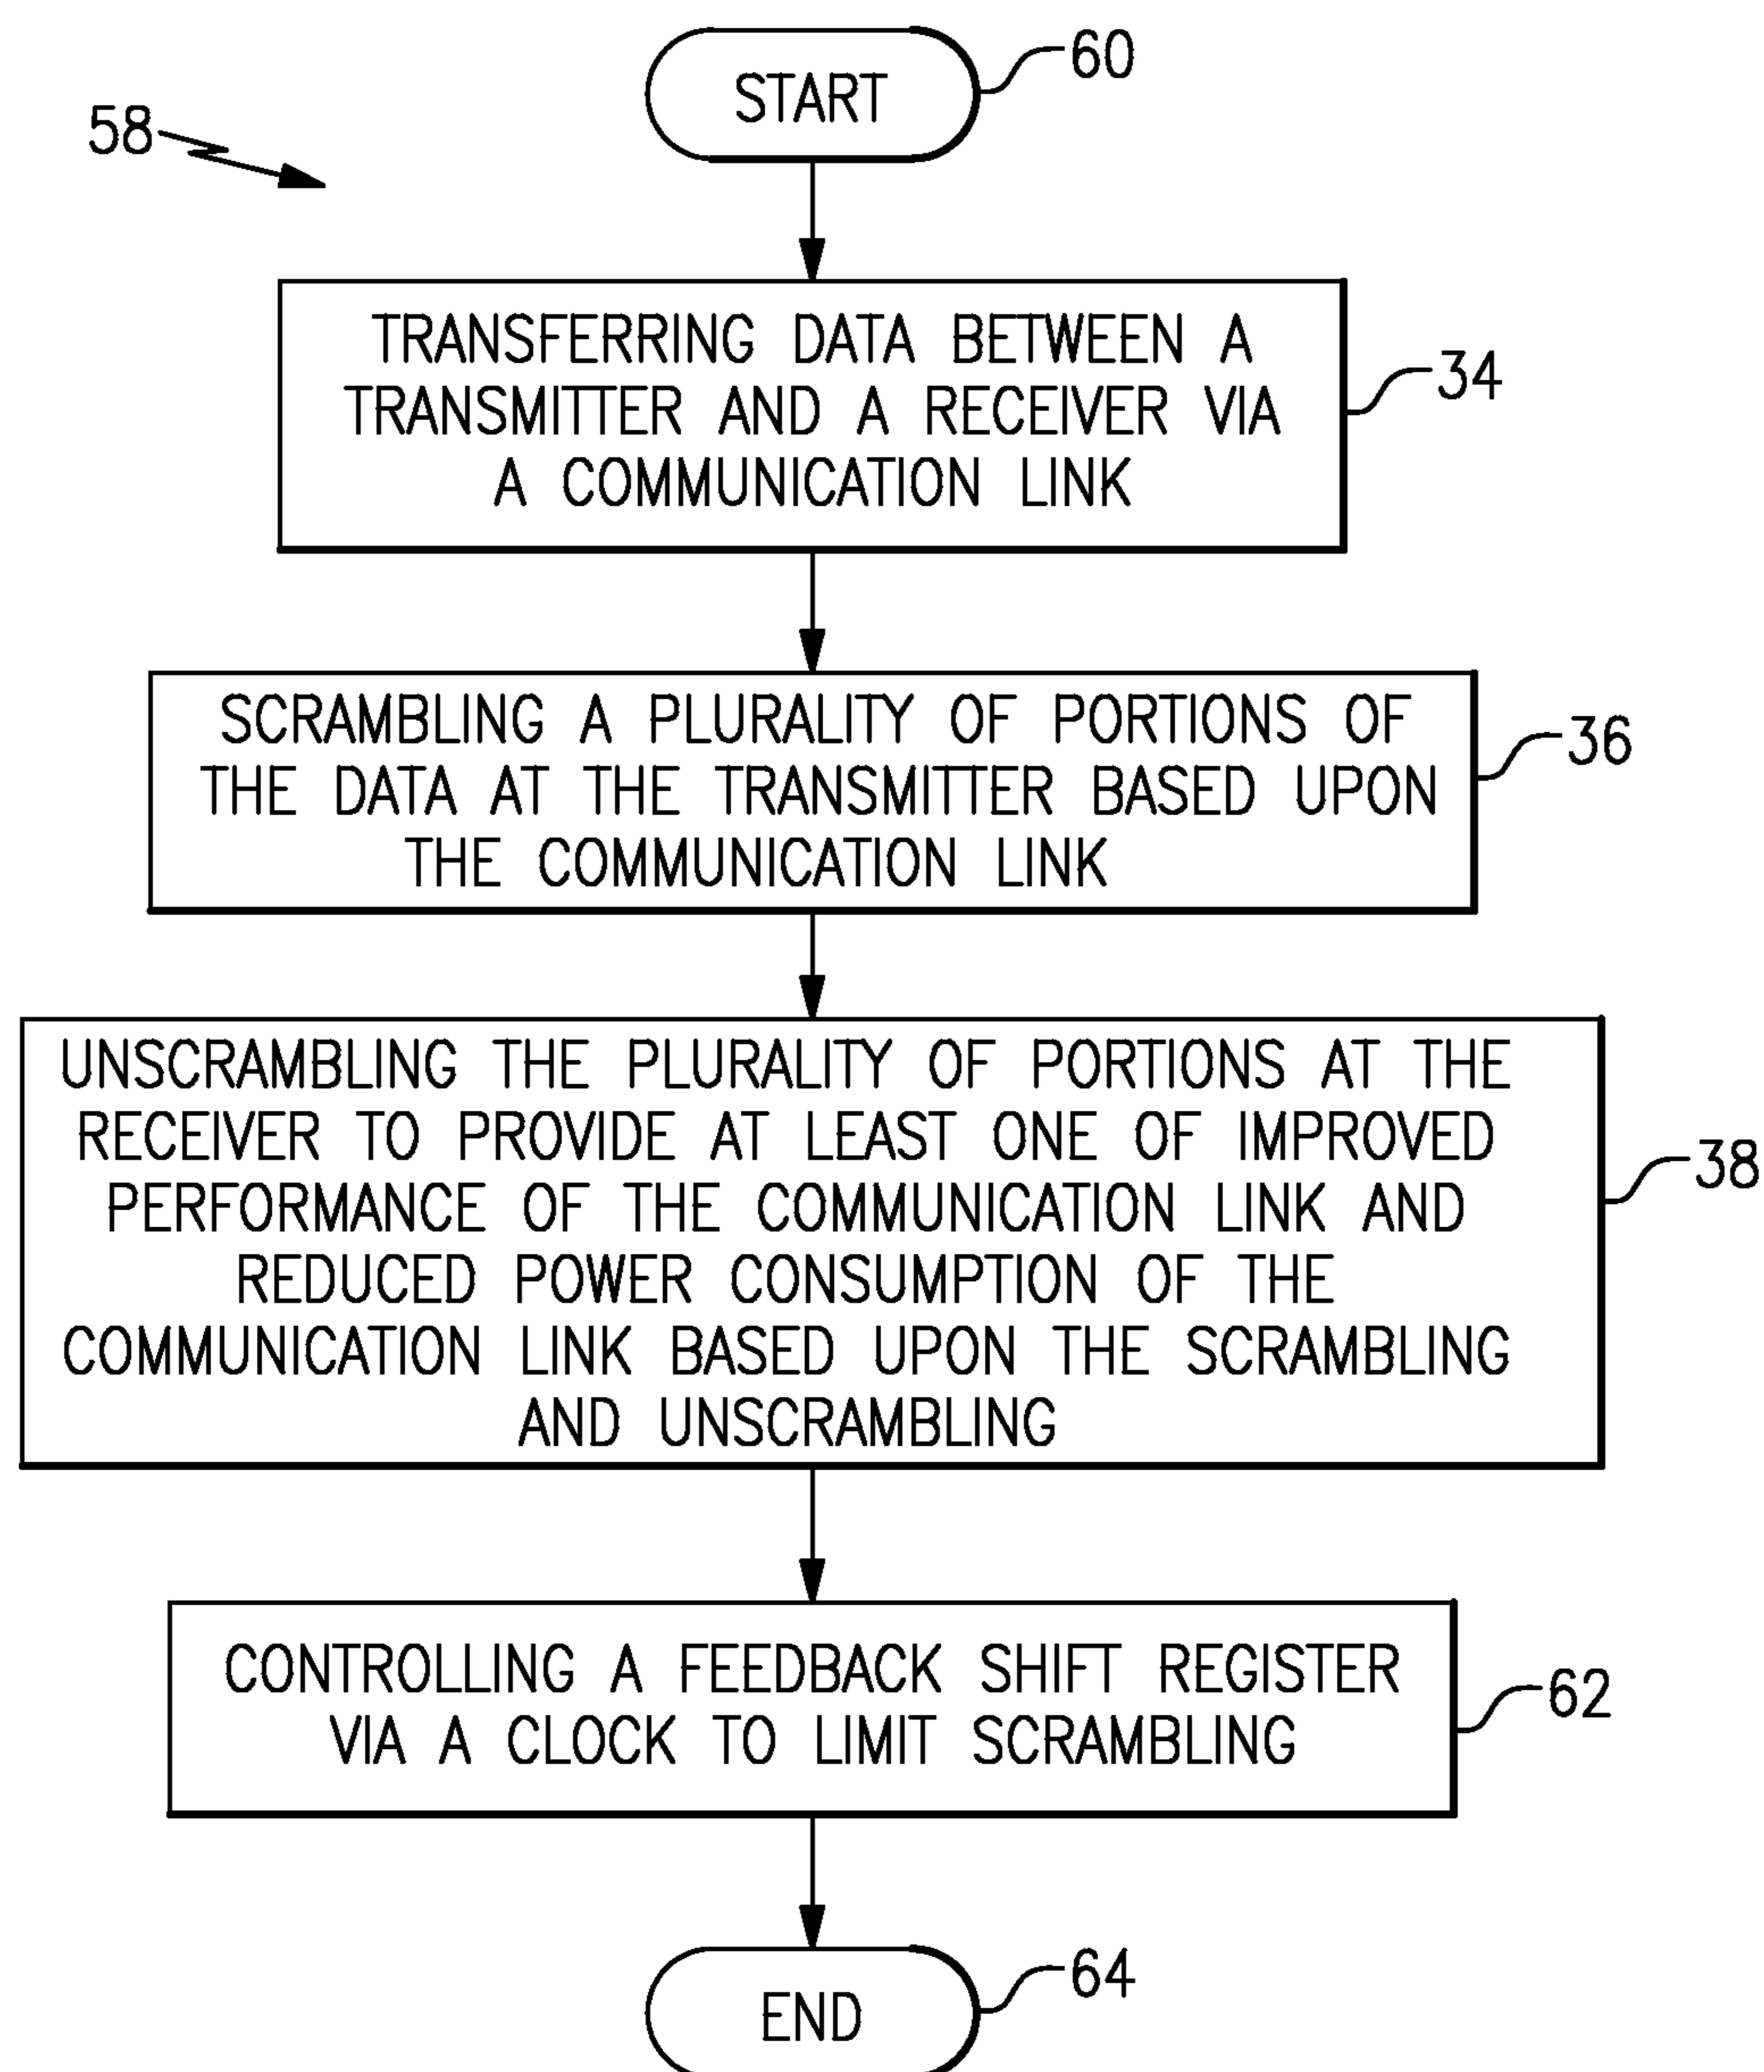 START
60
58
TRANSFERRING DATA BETWEEN A
TRANSMITTER AND A RECEIVER VIA
A COMMUNICATION LINK
34
SCRAMBLING A PLURALITY OF PORTIONS OF
THE DATA AT THE TRANSMITTER BASED UPON
THE COMMUNICATION LINK
36
UNSCRAMBLING THE PLURALITY OF PORTIONS AT THE
RECEIVER TO PROVIDE AT LEAST ONE OF IMPROVED
PERFORMANCE OF THE COMMUNICATION LINK AND
REDUCED POWER CONSUMPTION OF THE
COMMUNICATION LINK BASED UPON THE SCRAMBLING
AND UNSCRAMBLING
38
CONTROLLING A FEEDBACK SHIFT REGISTER
VIA A CLOCK TO LIMIT SCRAMBLING
62
END
64